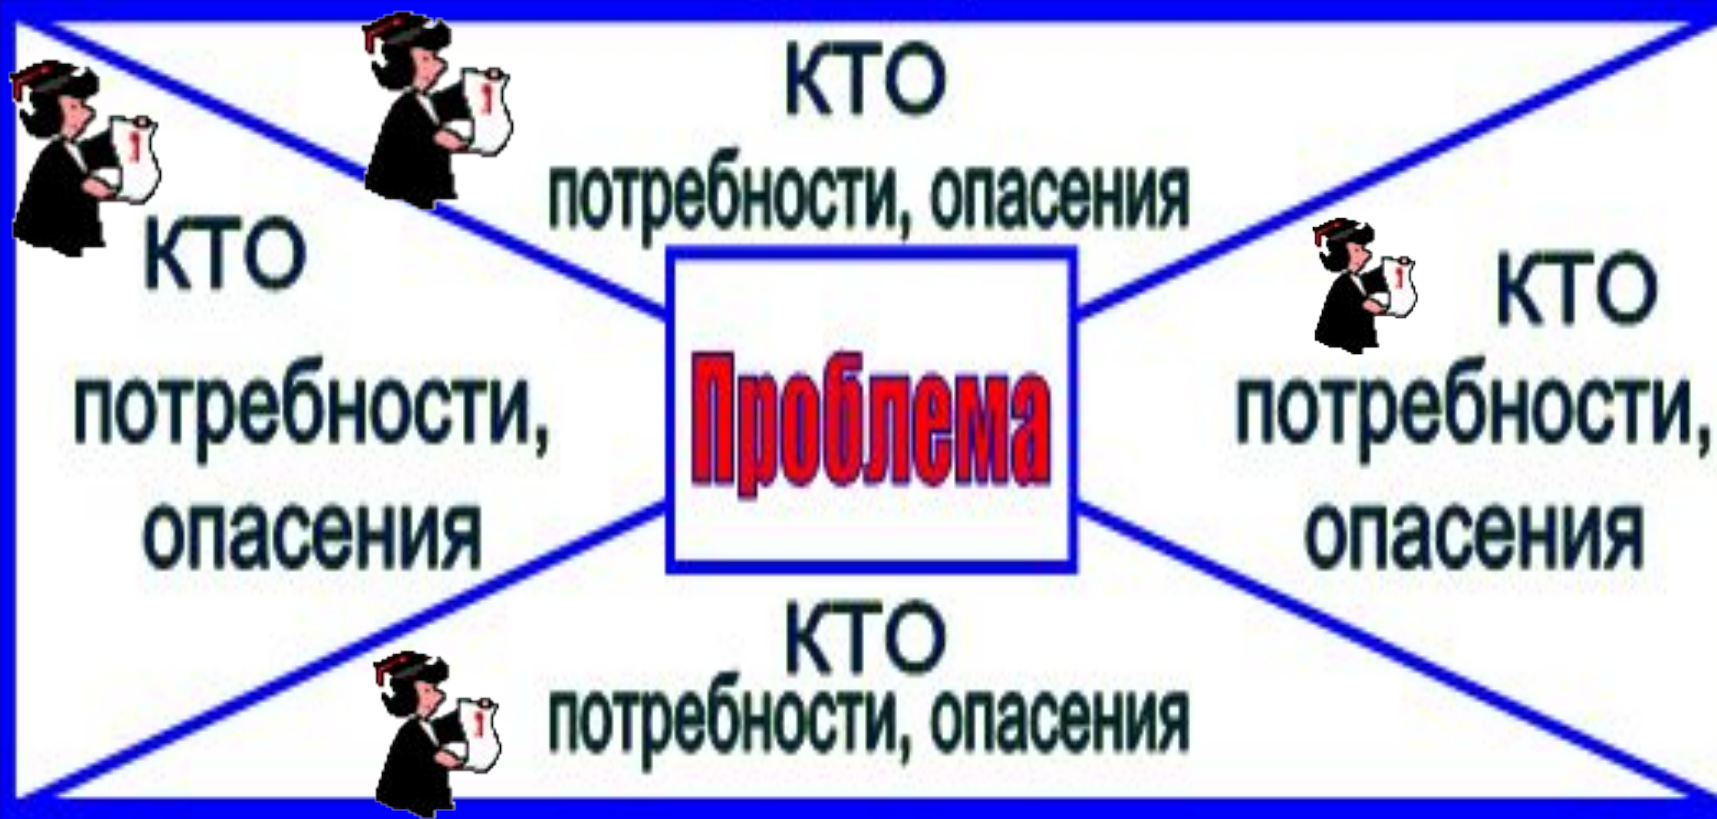 КТО
потребности, опасения
КТО
потребности,
опасения
Проблема
КТО
потребности,
опасения
КТО
потребности, опасения